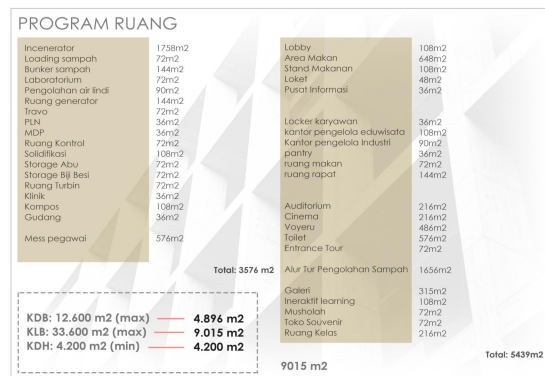 PROGRAM RUANG
Incenerator 1758m2
Loading sampah 72m2
Bunker sampah 144m2
Laboratorium 72m2
Pengolahan air lindi 90m2
Ruang generator 144m2
Travo 72m2
PLN 36m2
MDP 36m2
Ruang Kontrol 72m2
Solidifikasi 108m2
Storage Abu 72m2
Storage Biji Besi 72m2
Ruang Turbin 72m2
Klinik 36m2
Kompos 108m2
Gudang 36m2
Mess pegawai 576m2
Total: 3576 m2
KDB: 12.600 m2 (max) 4.896 m2
KLB: 33.600 m2 (max) 9.015 m2
KDH: 4.200 m2 (min) 4.200 m2
Lobby 108m2
Area Makan 648m2
Stand Makanan 108m2
Loket 48m2
Pusat Informasi 36m2
Locker karyawan 36m2
kantor pengelola eduwisata 108m2
Kantor pengelola Industri 90m2
pantry 36m2
ruang makan 72m2
ruang rapat 144m2
Auditorium 216m2
Cinema 216m2
Voyeru 486m2
Toilet 576m2
Entrance Tour 72m2
Alur Tur Pengolahan Sampah 1656m2
Galeri 315m2
Ineraktif learning 108m2
Musholah 72m2
Toko Souvenir 72m2
Ruang Kelas 216m2
Total: 5439m2
9015 m2